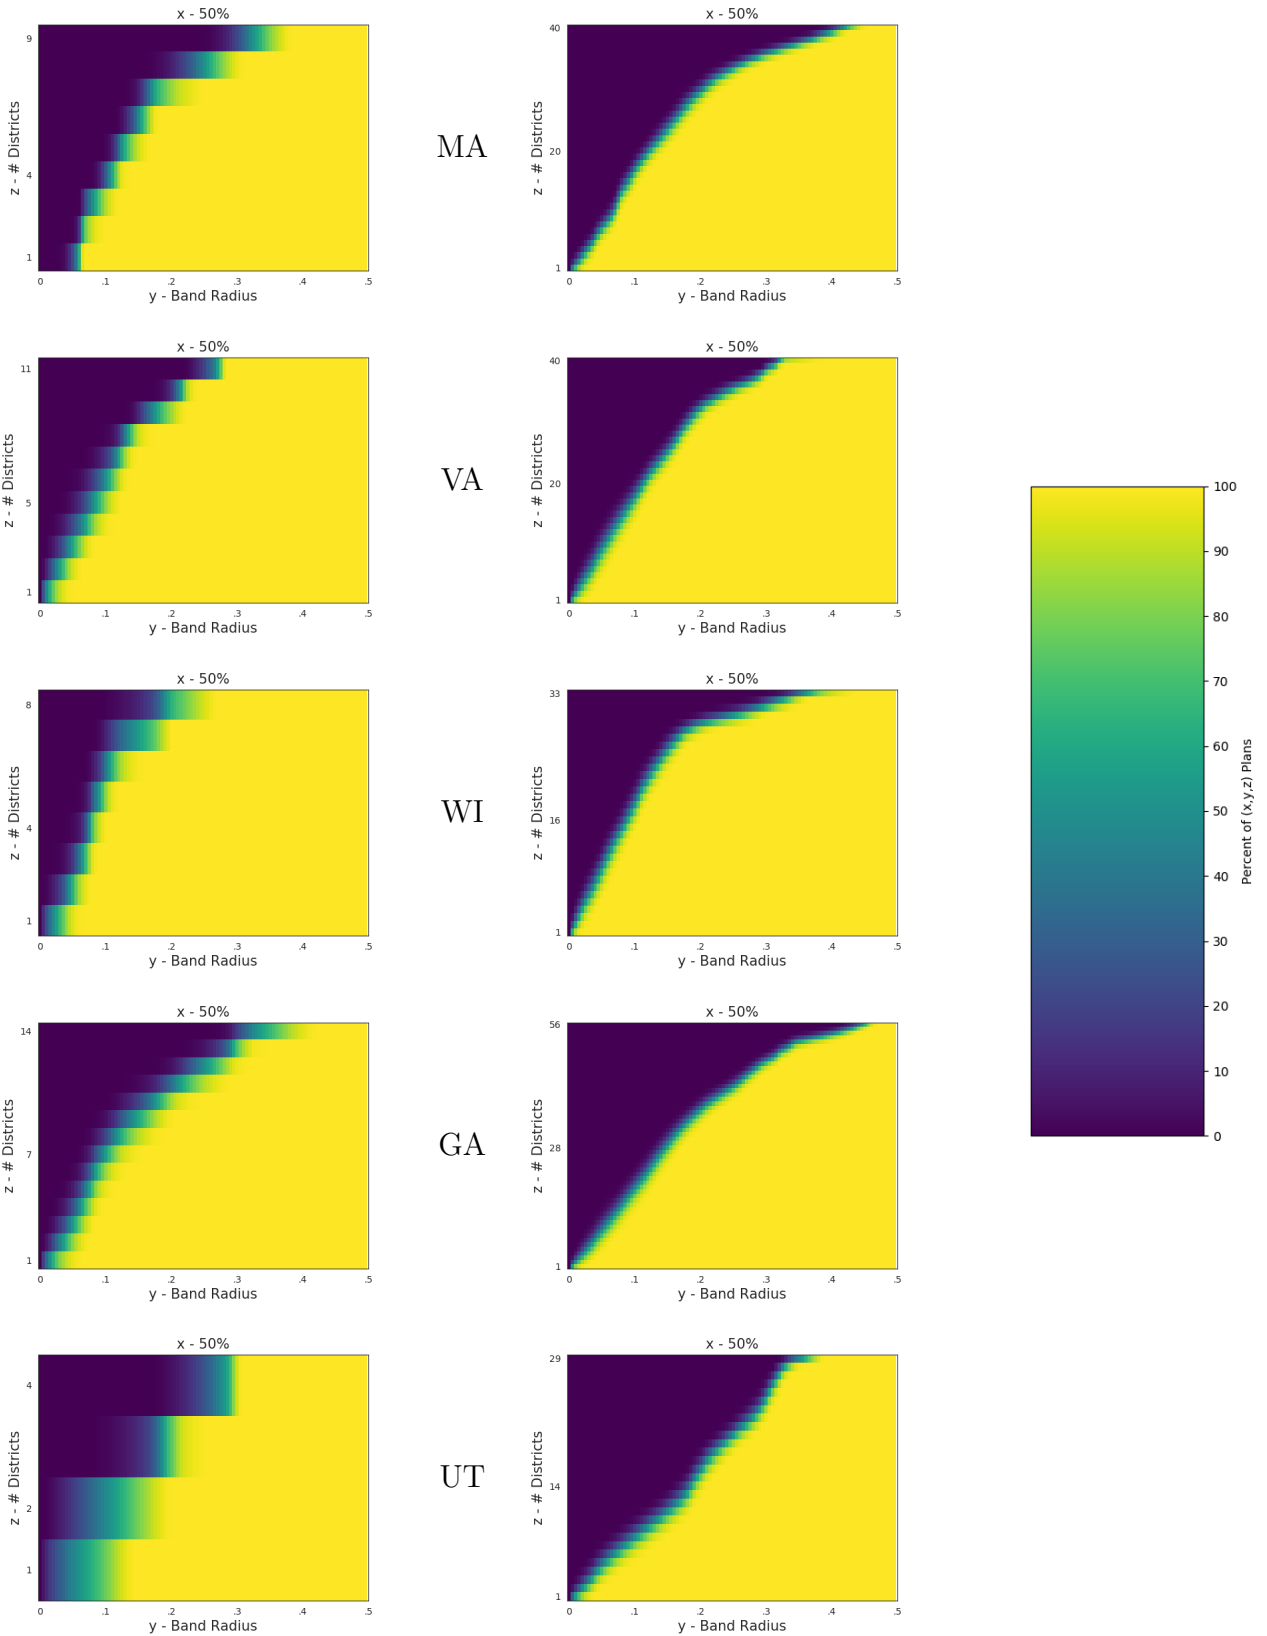 x - 50%
z - # Districts
9
4
1
0 .1 .2 .3 .4 .5
y - Band Radius
MA
x - 50%
z - # Districts
40
20
1
0 .1 .2 .3 .4 .5
y - Band Radius
x - 50%
z - # Districts
11
5
1
0 .1 .2 .3 .4 .5
y - Band Radius
VA
x - 50%
z - # Districts
40
20
1
0 .1 .2 .3 .4 .5
y - Band Radius
x - 50%
z - # Districts
8
4
1
0 .1 .2 .3 .4 .5
y - Band Radius
WI
x - 50%
z - # Districts
33
16
1
0 .1 .2 .3 .4 .5
y - Band Radius
x - 50%
z - # Districts
14
7
1
0 .1 .2 .3 .4 .5
y - Band Radius
GA
x - 50%
z - # Districts
56
28
1
0 .1 .2 .3 .4 .5
y - Band Radius
x - 50%
z - # Districts
4
2
1
0 .1 .2 .3 .4 .5
y - Band Radius
UT
x - 50%
z - # Districts
29
14
1
0 .1 .2 .3 .4 .5
y - Band Radius
100
90
80
70
60
50
40
30
20
10
0
Percent of (x,y,z) Plans